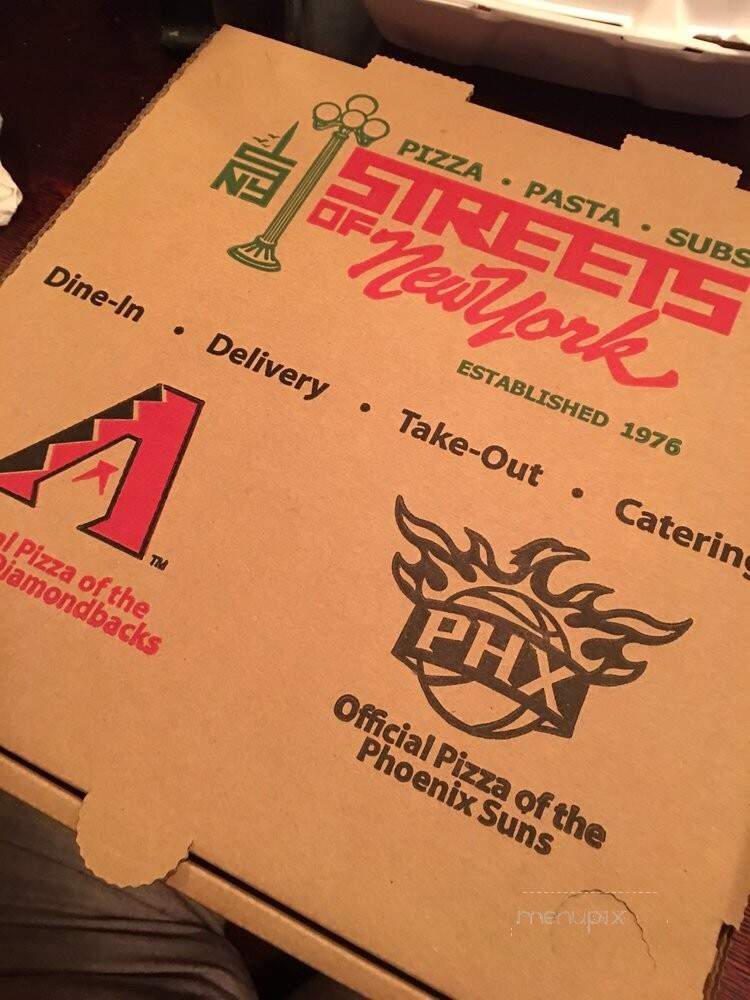 PIZZA • PASTA • SUBS
SNY
STREETS
OF New York
ESTABLISHED 1976
Dine-In • Delivery • Take-Out • Catering
A
TM
Pizza of the
Diamondbacks
PHX
Official Pizza of the
Phoenix Suns
menupix